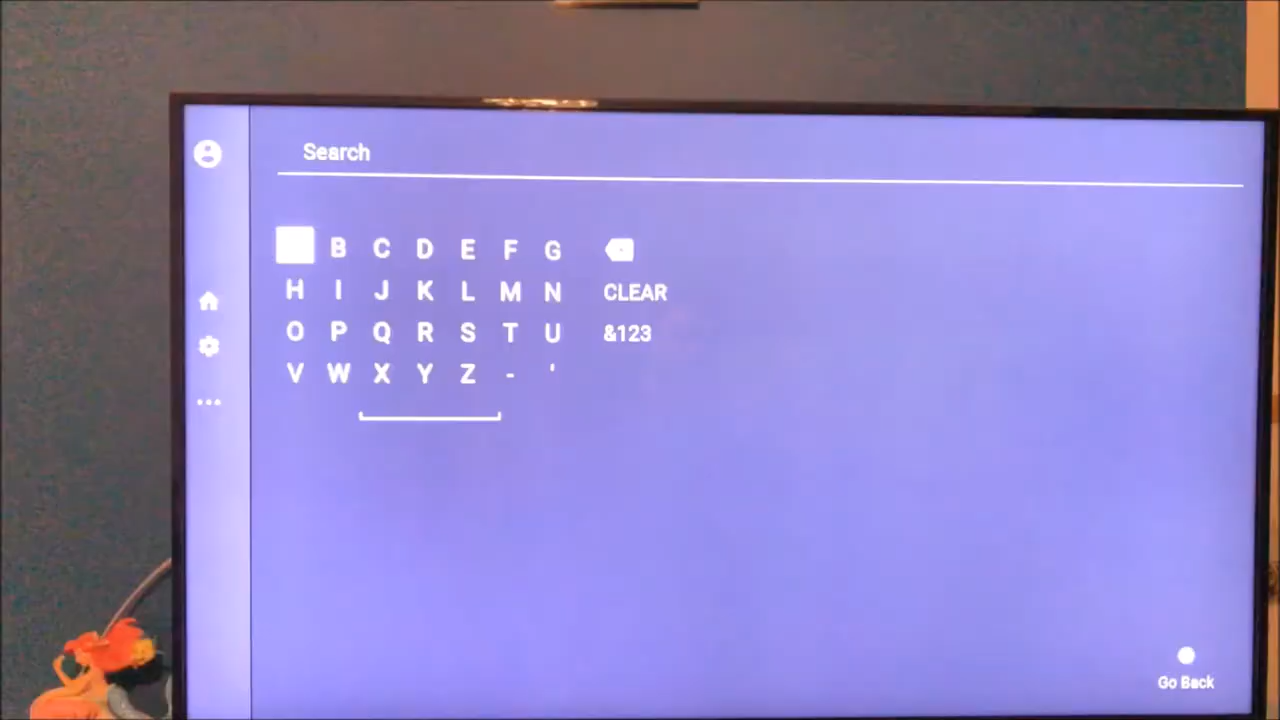 Search
B C D E F G
H I J K L M N CLEAR
O P Q R S T U &123
V W X Y Z - '
Go Back